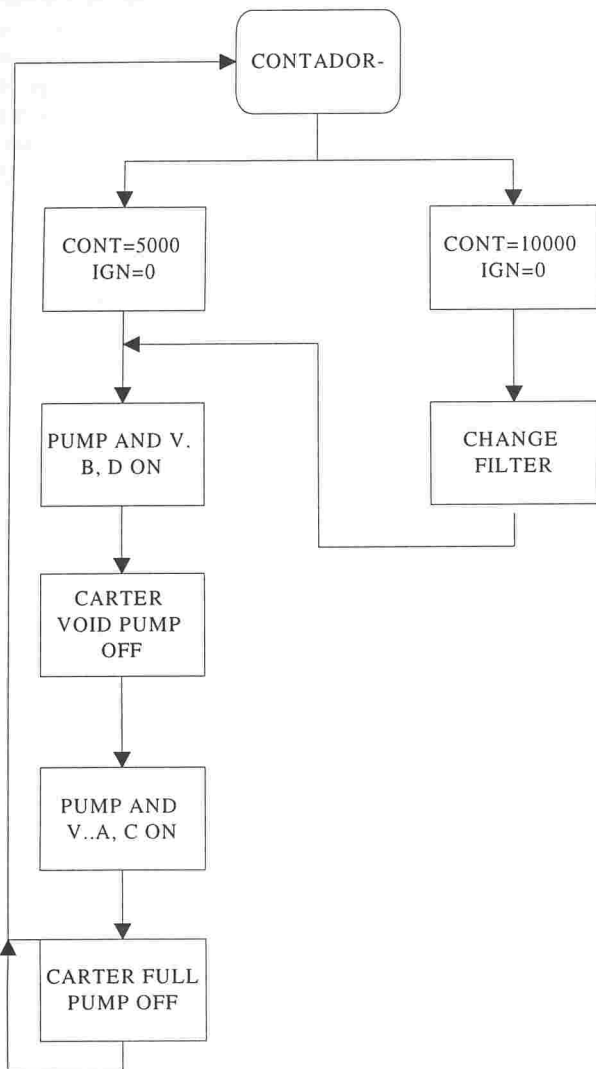 CONTADOR-
CONT=5000
IGN=0
CONT=10000
IGN=0
PUMP AND V.
B, D ON
CHANGE
FILTER
CARTER
VOID PUMP
OFF
PUMP AND
V..A, C ON
CARTER FULL
PUMP OFF